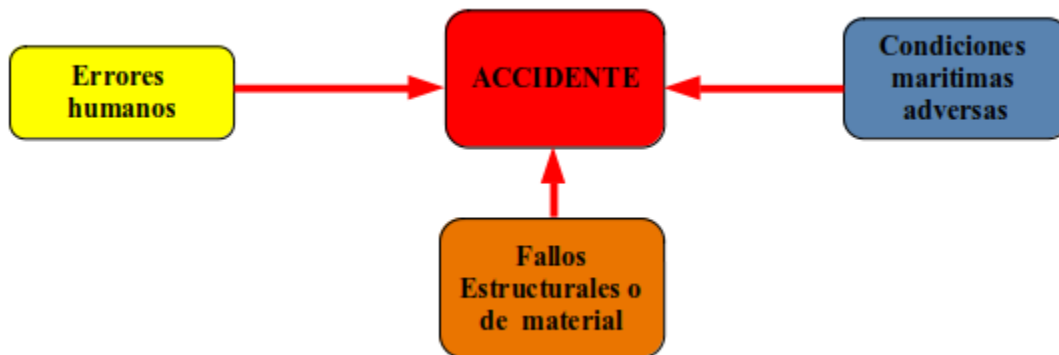 Errores
humanos
ACCIDENTE
Condiciones
maritimas
adversas
Fallos
Estructurales o
de material